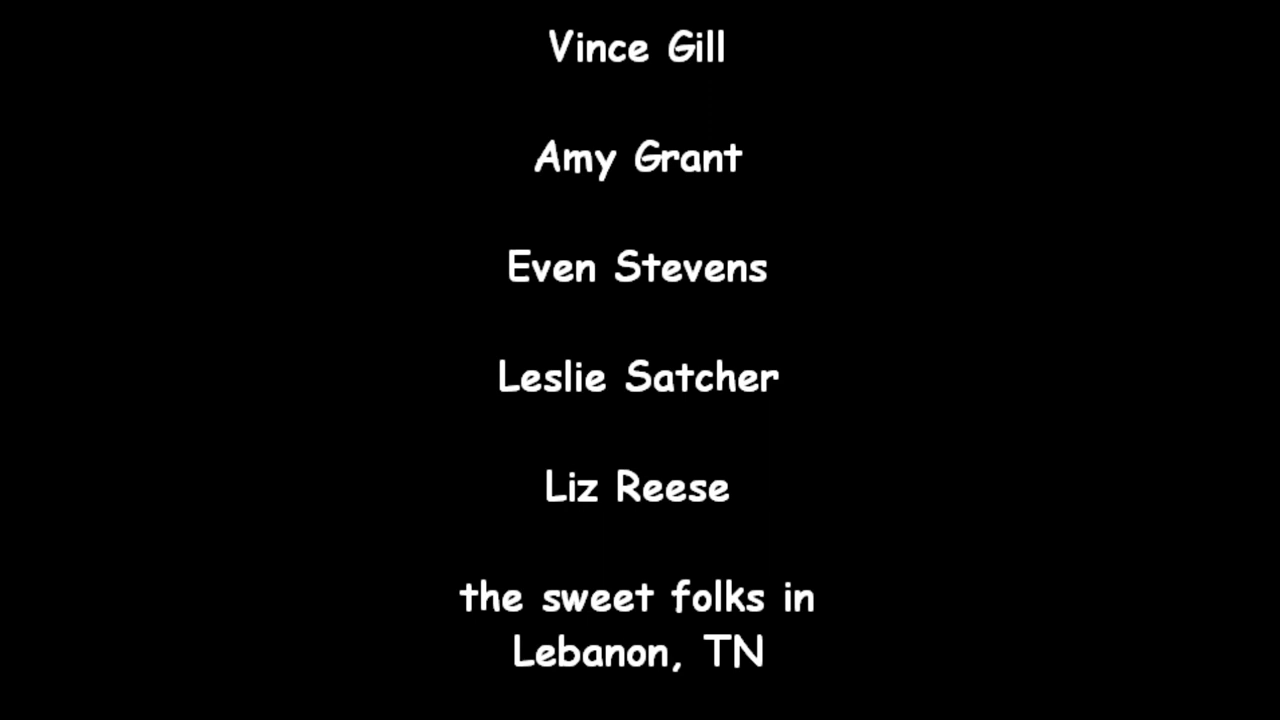 Vince Gill
Amy Grant
Even Stevens
Leslie Satcher
Liz Reese
the sweet folks in
Lebanon, TN